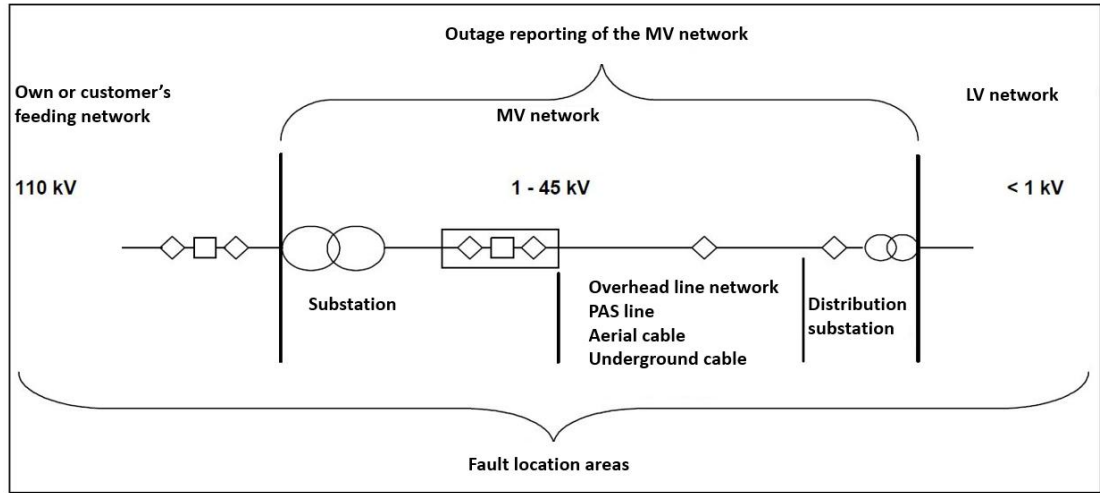 Outage reporting of the MV network
Own or customer's
feeding network
MV network
LV network
110 kV
1 - 45 kV
< 1 kV
Substation
Overhead line network
PAS line
Aerial cable
Underground cable
Distribution
substation
Fault location areas